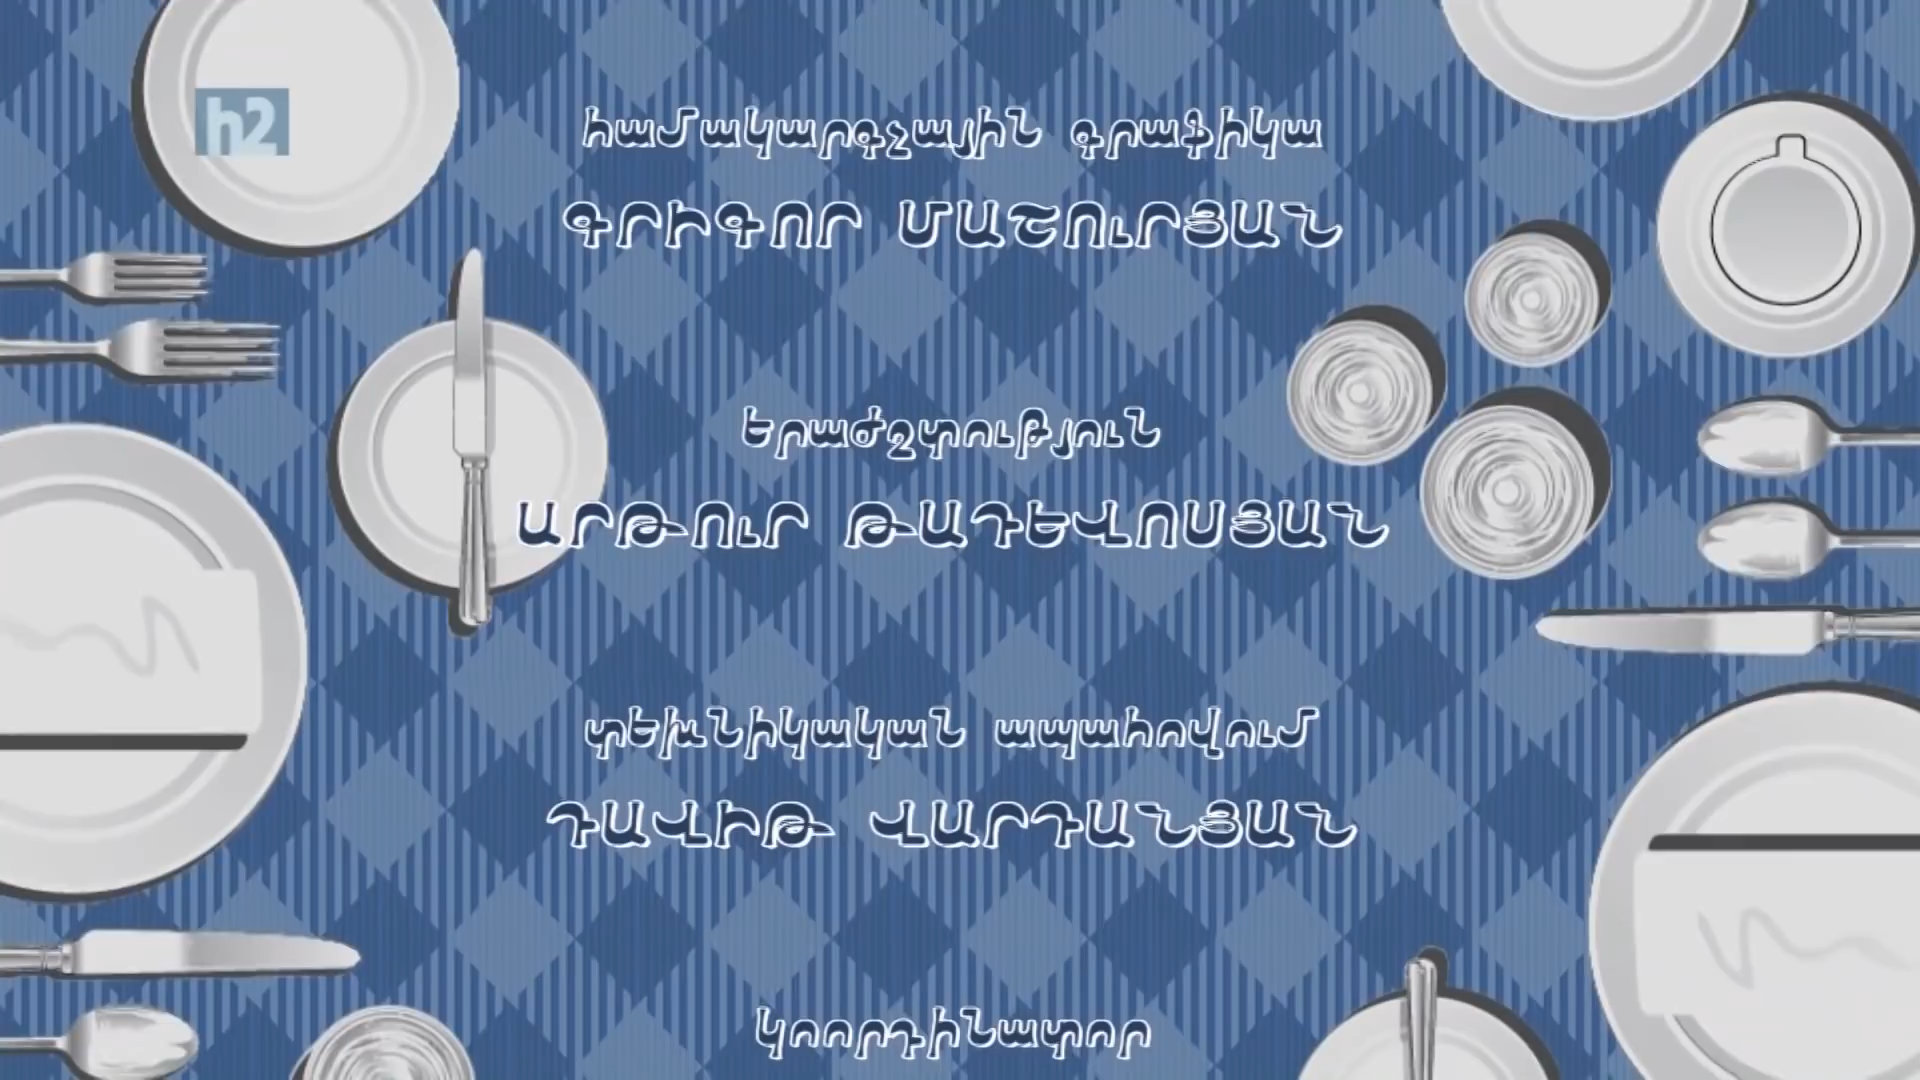 h2
համակարգչային գրաֆիկա
ԳՐԻԳՈՐ ՄԱՇՈւՐՅԱՆ
երաժշտություն
ԱՐԹՈւՐ ԹԱԴԵՎՈՍՅԱՆ
տեխնիկական ապահովում
ԴԱՎԻԹ ՎԱՐԴԱՆՅԱՆ
կոորդինատոր